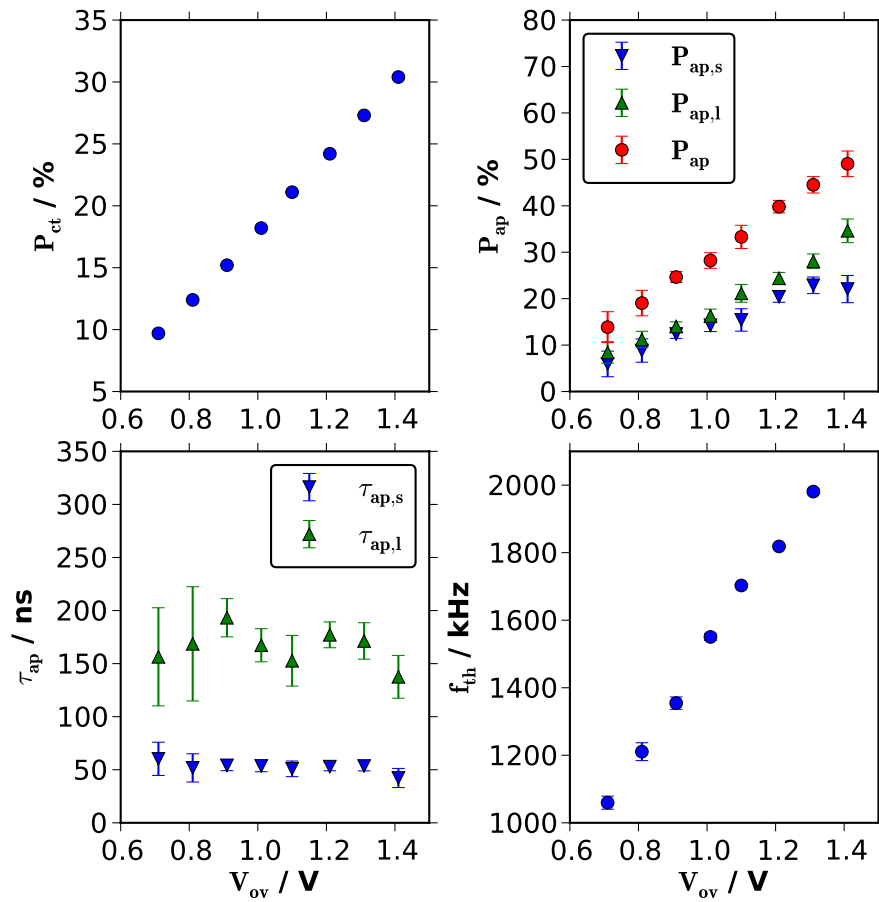 35
30
25
20
15
10
5
P_ct / %
0.6 0.8 1.0 1.2 1.4
80
70
60
50
40
30
20
10
0
P_ap / %
P_ap,s
P_ap,l
P_ap
0.6 0.8 1.0 1.2 1.4
350
300
250
200
150
100
50
0
τ_ap / ns
τ_ap,s
τ_ap,l
0.6 0.8 1.0 1.2 1.4
V_ov / V
2000
1800
1600
1400
1200
1000
f_th / kHz
0.6 0.8 1.0 1.2 1.4
V_ov / V